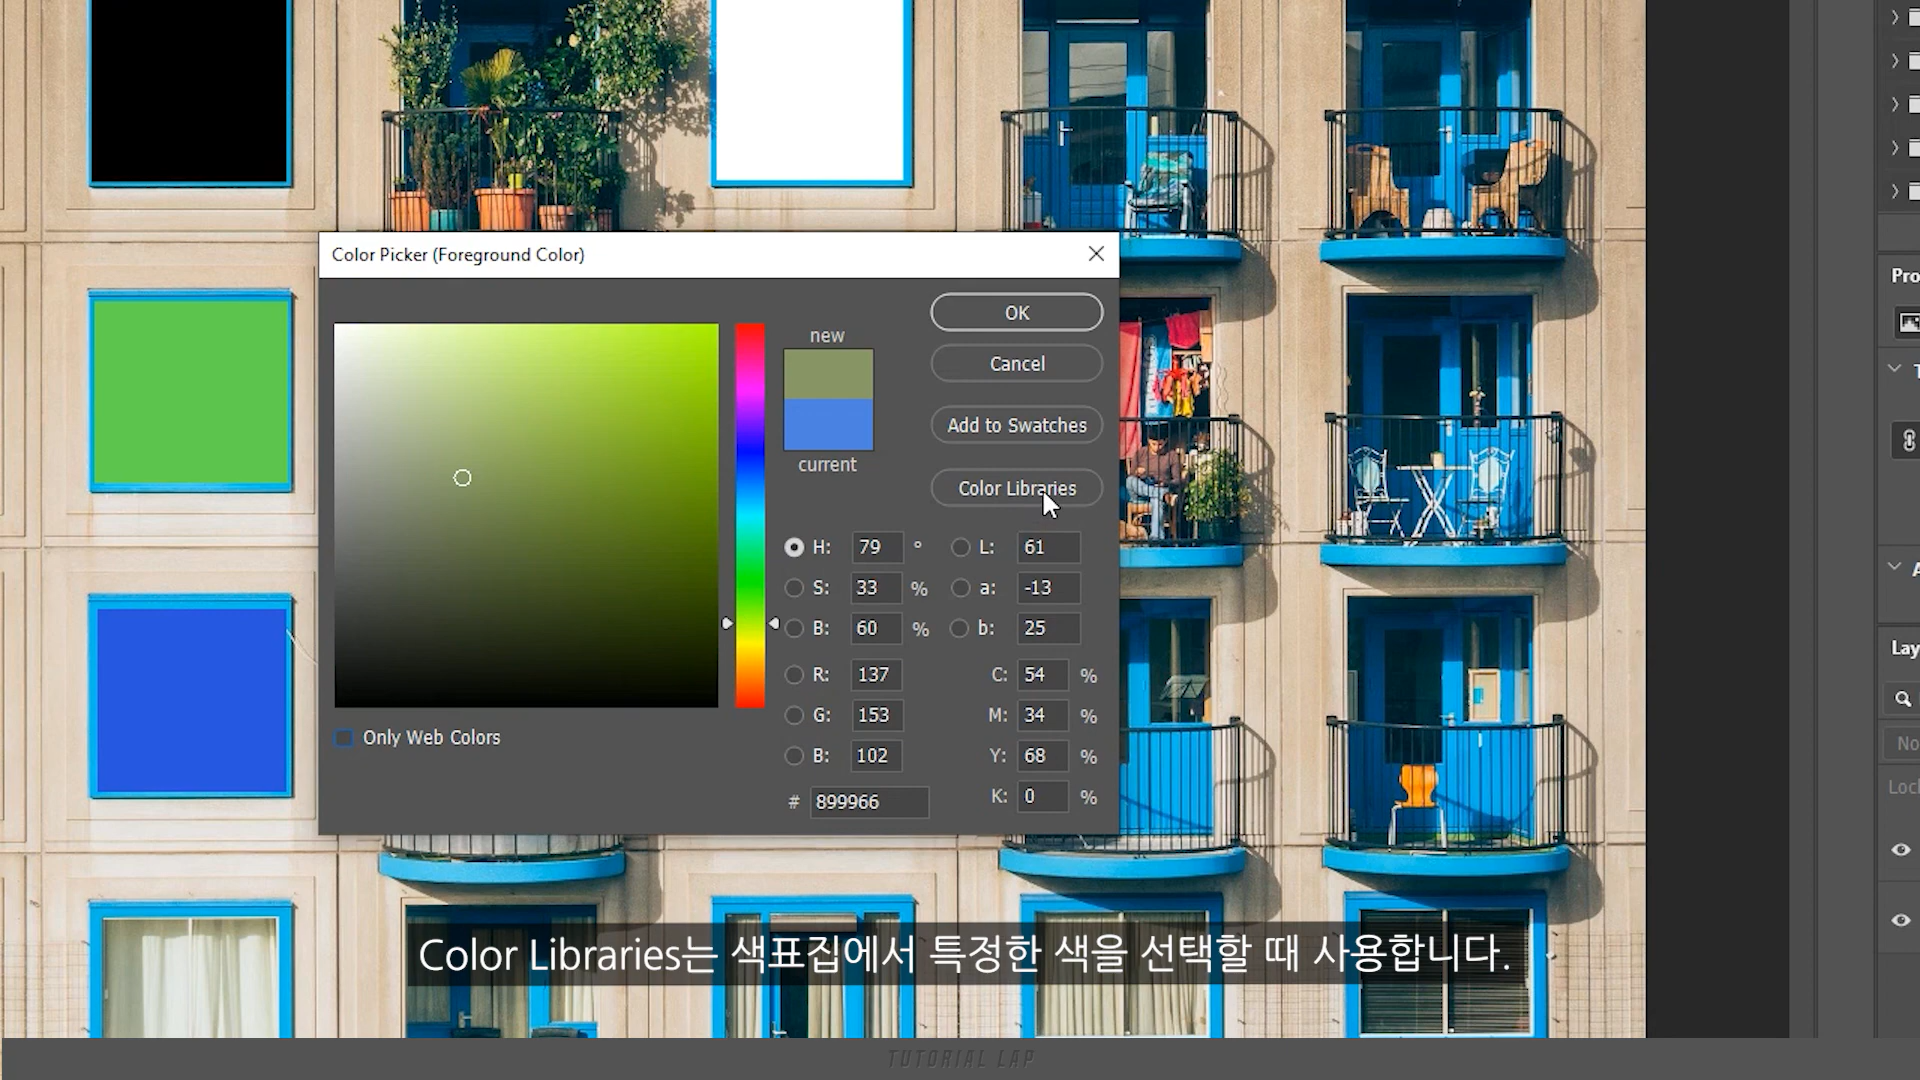 Color Picker (Foreground Color)
new
current
OK
Cancel
Add to Swatches
Color Libraries
H: 79 °
S: 33 %
B: 60 %
L: 61
a: -13
b: 25
R: 137
G: 153
B: 102
# 899966
C: 54 %
M: 34 %
Y: 68 %
K: 0 %
Only Web Colors
Pro
T
A
Lay
No
Loc
Color Libraries는 색표집에서 특정한 색을 선택할 때 사용합니다.
TUTORIAL LAP